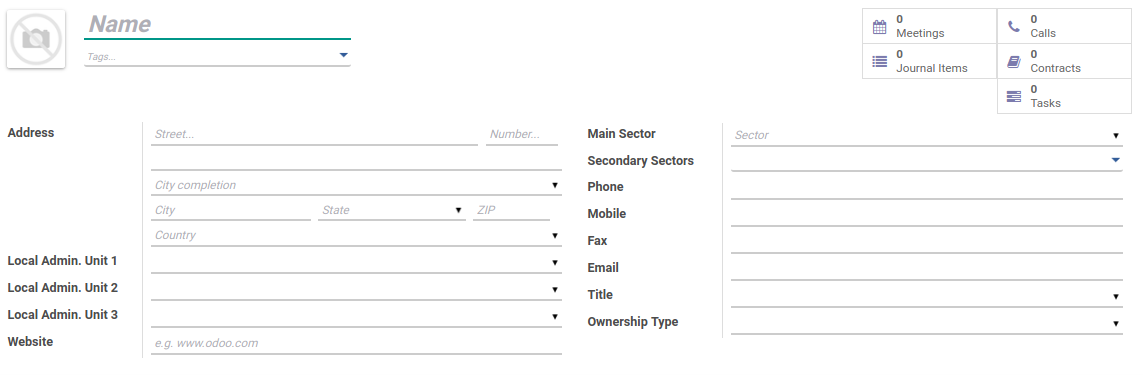 Name
Tags...
0
Meetings
0
Calls
0
Journal Items
0
Contracts
0
Tasks
Address
Street...
Number...
City completion
City
State
ZIP
Country
Local Admin. Unit 1
Local Admin. Unit 2
Local Admin. Unit 3
Website
e.g. www.odoo.com
Main Sector
Sector
Secondary Sectors
Phone
Mobile
Fax
Email
Title
Ownership Type